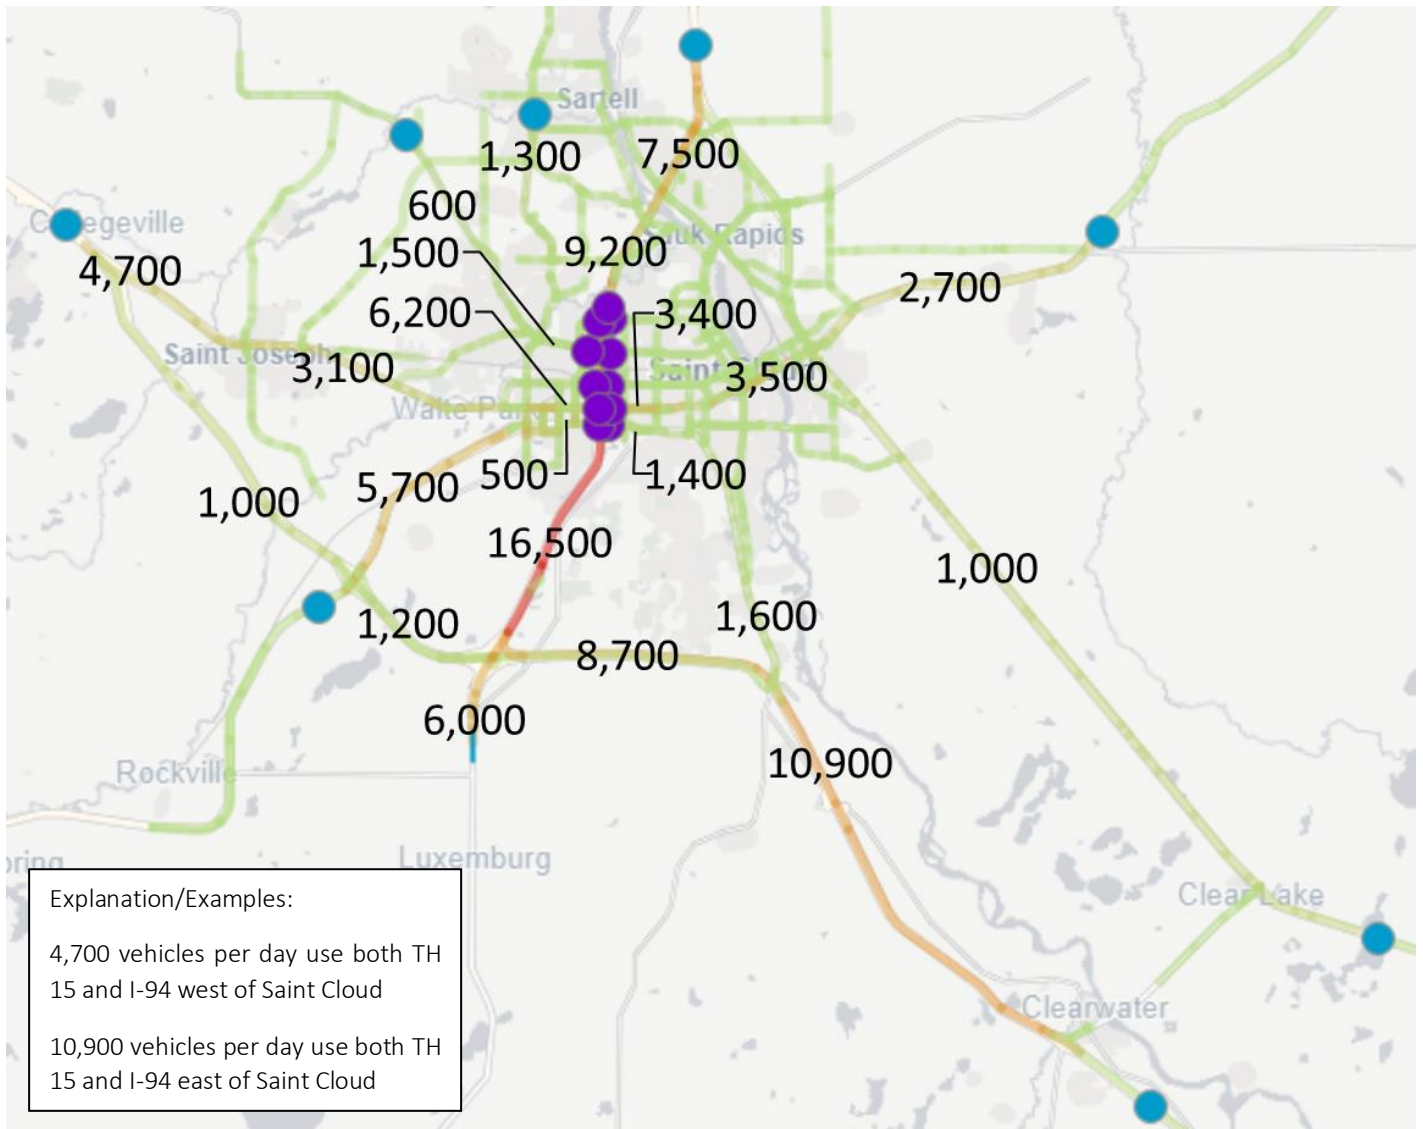 Sartell
1,300
7,500
600
Collegeville
Sauk Rapids
1,500
9,200
4,700
2,700
6,200
3,400
Saint Joseph
3,100
3,500
Waite
500
1,400
5,700
1,000
16,500
1,000
1,200
1,600
8,700
6,000
10,900
Rockville
Luxemburg
Clear Lake
Clearwater
Explanation/Examples:
4,700 vehicles per day use both TH
15 and I-94 west of Saint Cloud
10,900 vehicles per day use both TH
15 and I-94 east of Saint Cloud